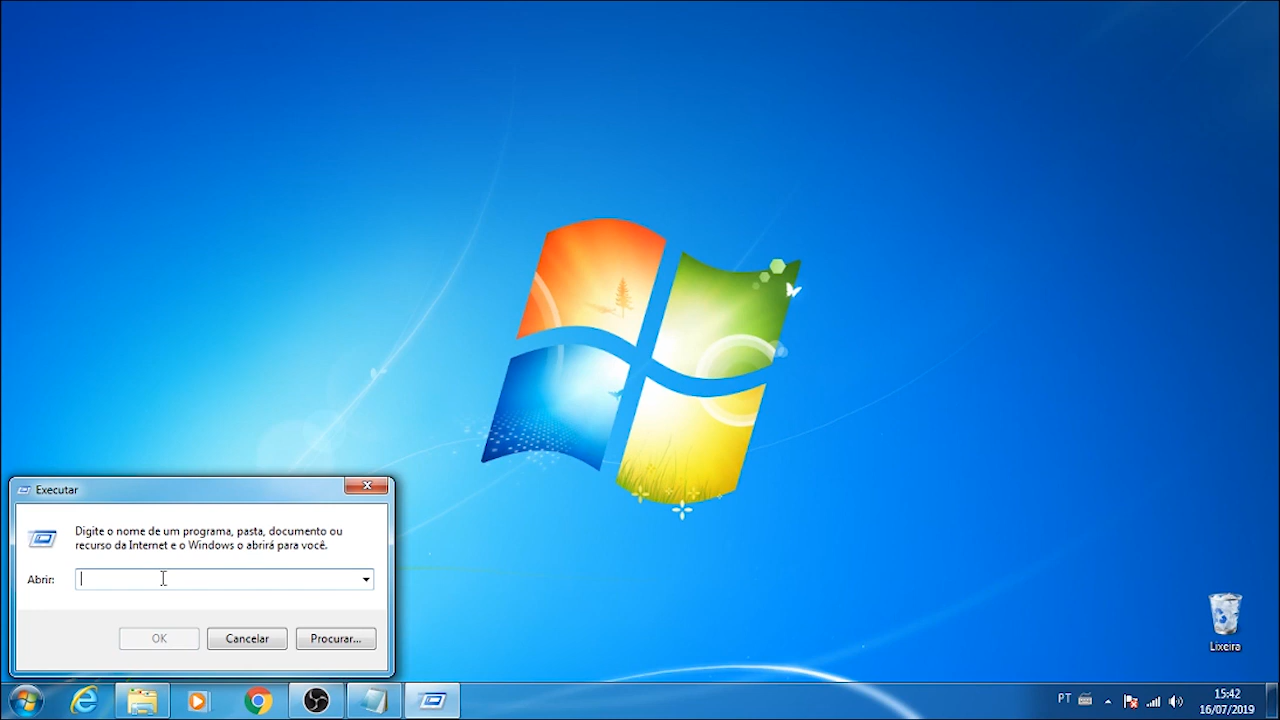 Executar
Digite o nome de um programa, pasta, documento ou
recurso da Internet e o Windows o abrirá para você.
Abrir:
OK
Cancelar
Procurar...
Lixeira
PT
15:42
16/07/2019